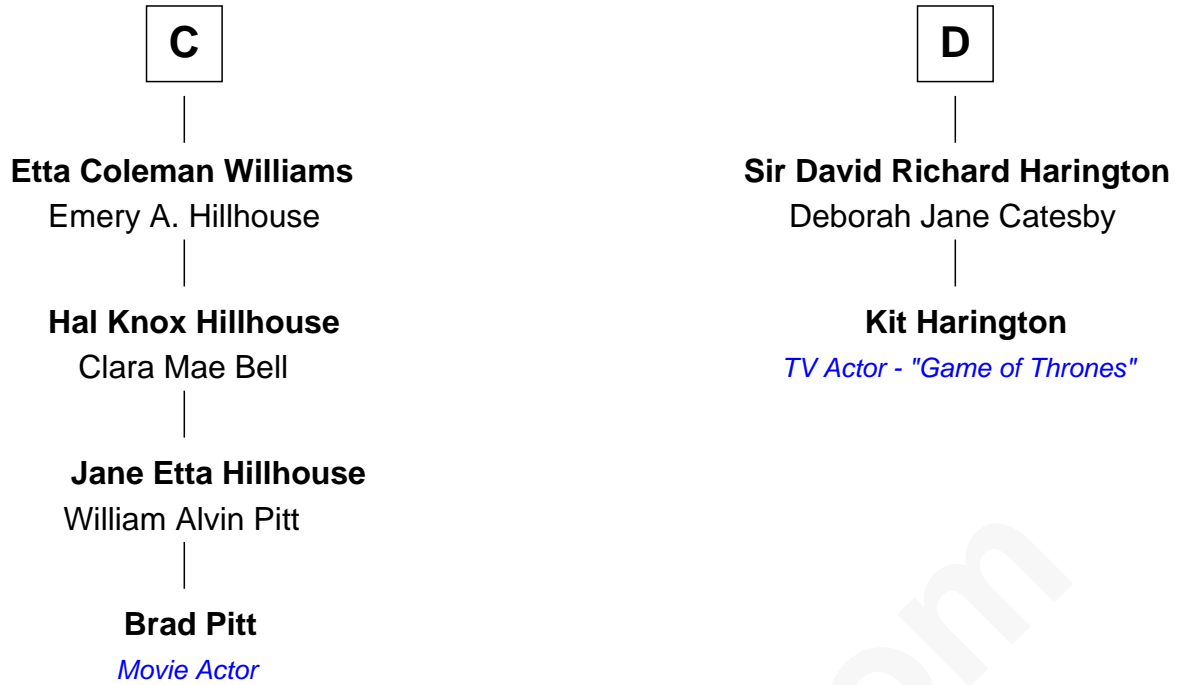 C
Etta Coleman Williams
Emery A. Hillhouse
Hal Knox Hillhouse
Clara Mae Bell
Jane Etta Hillhouse
William Alvin Pitt
Brad Pitt
Movie Actor
D
Sir David Richard Harington
Deborah Jane Catesby
Kit Harington
TV Actor - "Game of Thrones"
om